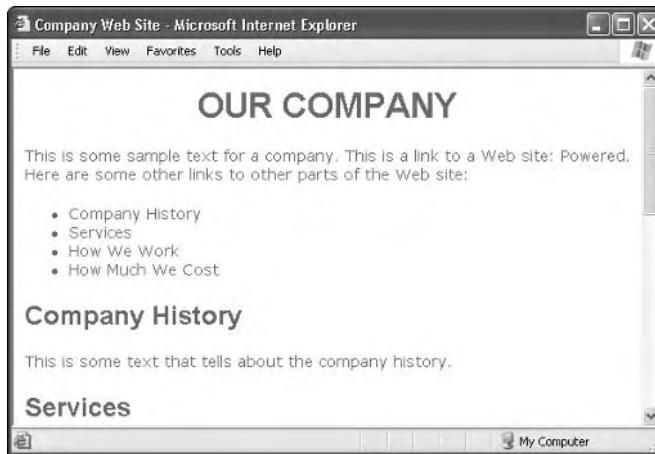 Company Web Site - Microsoft Internet Explorer
File Edit View Favorites Tools Help
OUR COMPANY
This is some sample text for a company. This is a link to a Web site: Powered.
Here are some other links to other parts of the Web site:
• Company History
• Services
• How We Work
• How Much We Cost
Company History
This is some text that tells about the company history.
Services
My Computer